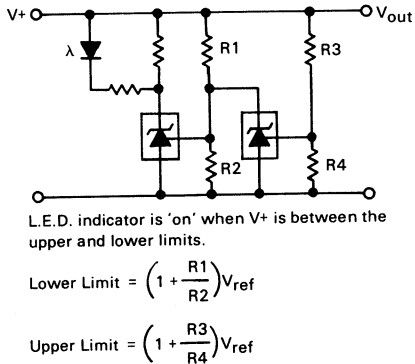 V+
Vout
λ
R1
R3
R2
R4
L.E.D. indicator is 'on' when V+ is between the
upper and lower limits.
Lower Limit = (1 + R1/R2)Vref
Upper Limit = (1 + R3/R4)Vref